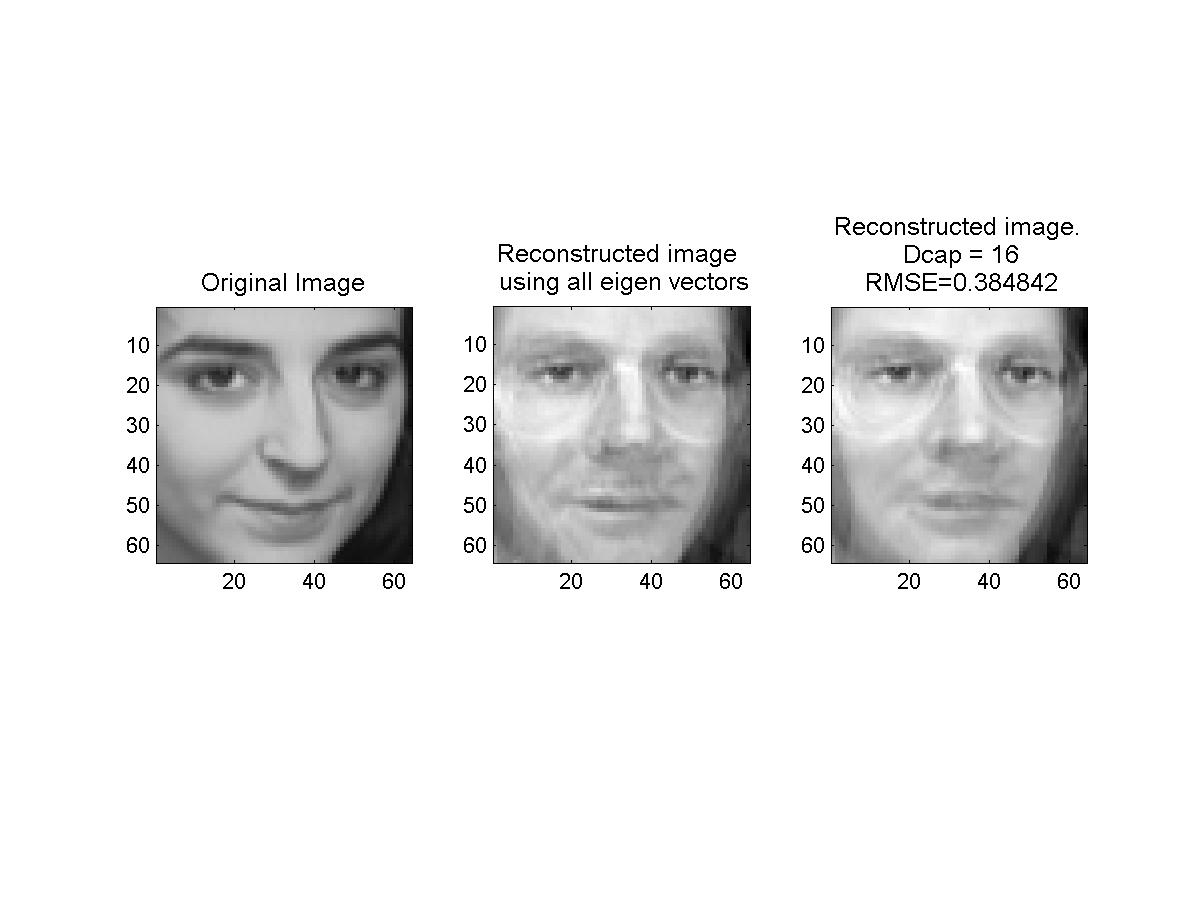 Original Image
10
20
30
40
50
60
20 40 60
Reconstructed image
using all eigen vectors
10
20
30
40
50
60
20 40 60
Reconstructed image.
Dcap = 16
RMSE=0.384842
10
20
30
40
50
60
20 40 60